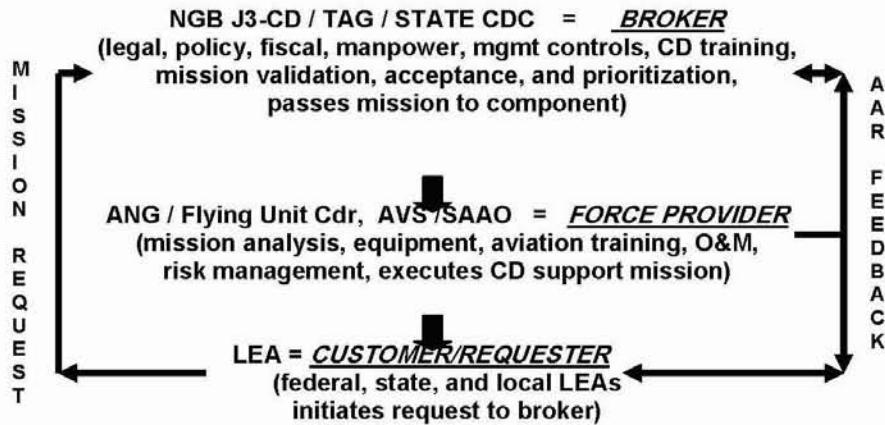 NGB J3-CD / TAG / STATE CDC = BROKER
(legal, policy, fiscal, manpower, mgmt controls, CD training,
mission validation, acceptance, and prioritization,
passes mission to component)
MISSION REQUEST
AAR FEEDBACK
ANG / Flying Unit Cdr, AVS /SAAO = FORCE PROVIDER
(mission analysis, equipment, aviation training, O&M,
risk management, executes CD support mission)
LEA = CUSTOMER/REQUESTER
(federal, state, and local LEAs
initiates request to broker)